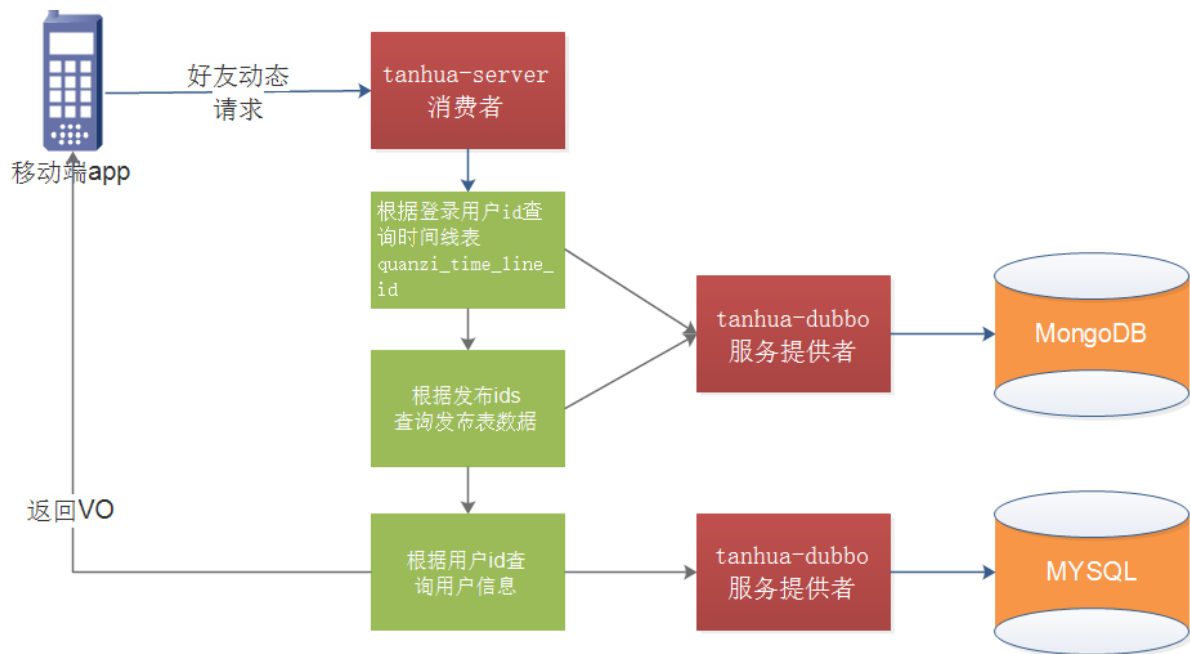 好友动态
请求
移动端app
tanhua-server
消费者
根据登录用户id查
询时间线表
quanzi_time_line_
id
tanhua-dubbo
服务提供者
MongoDB
根据发布ids
查询发布表数据
返回VO
根据用户id查
询用户信息
tanhua-dubbo
服务提供者
MYSQL